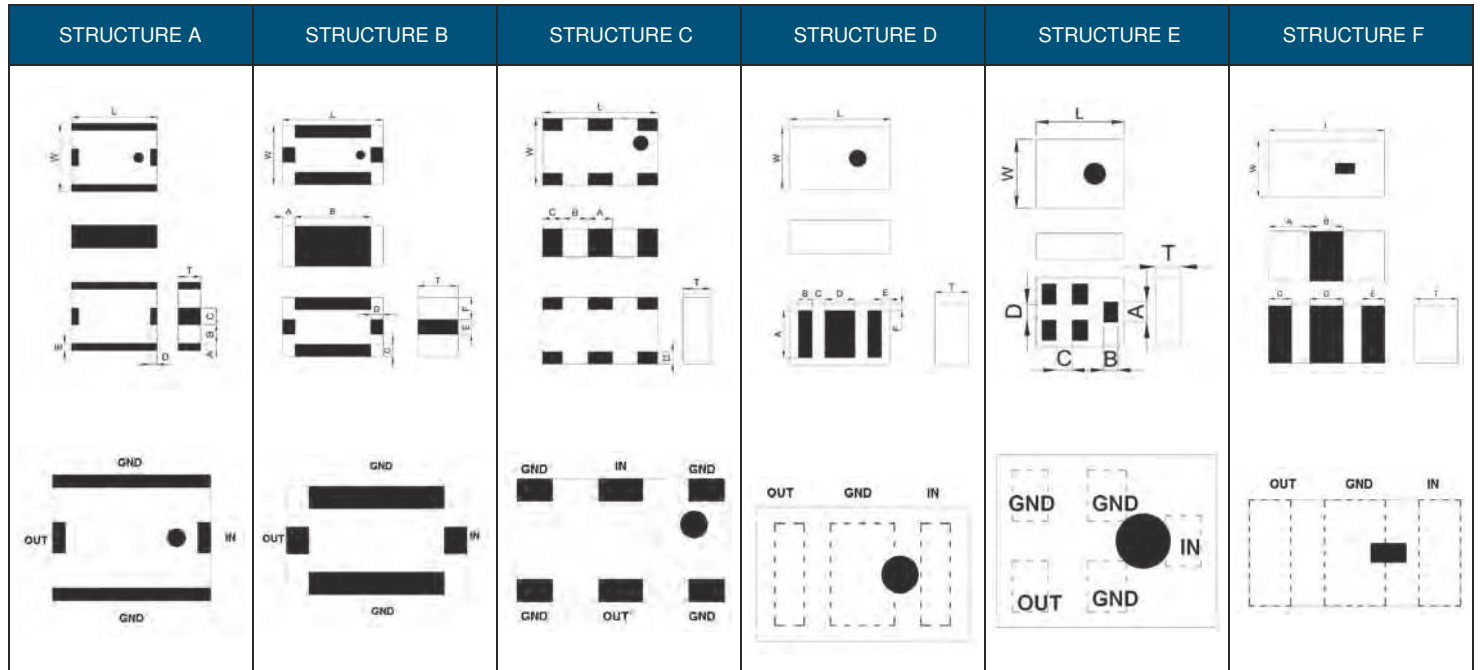 STRUCTURE A
STRUCTURE B
STRUCTURE C
STRUCTURE D
STRUCTURE E
STRUCTURE F
L
W
T
C
B
A
E
D
L
W
A B
T
D
F
E
C
L
W
C B A
T
D
L
W
B C D E
T
A
F
L
W
T
D
A
C B
L
W
A B
G G E
T
GND
OUT
IN
GND
GND
OUT
IN
GND
GND IN GND
GND OUT GND
OUT GND IN
GND GND
IN
OUT GND
OUT GND IN